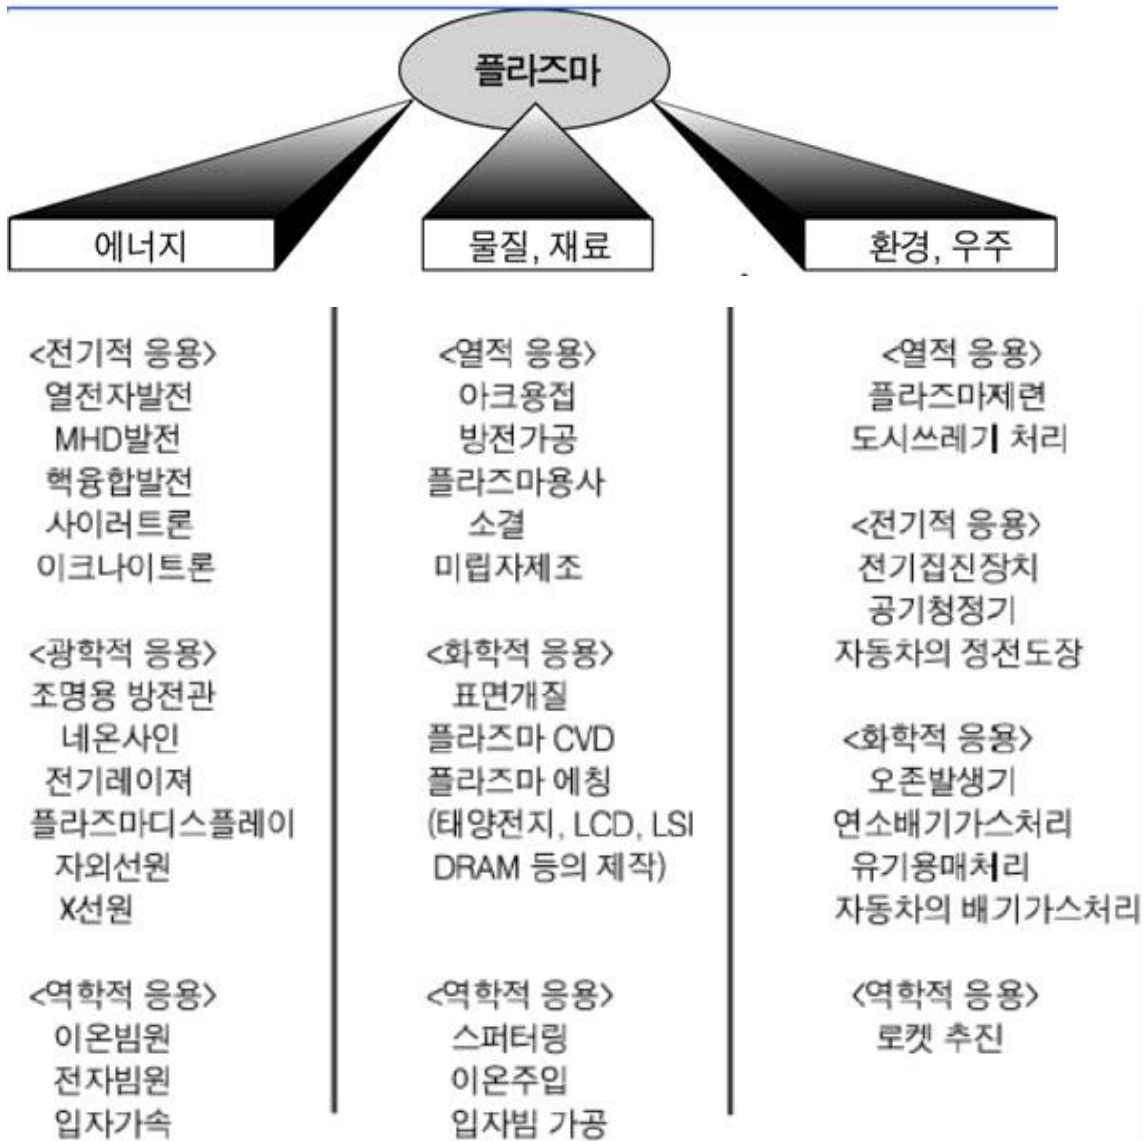 플라즈마
에너지
물질, 재료
환경, 우주
<전기적 응용>
열전자발전
MHD발전
핵융합발전
사이러트론
이크나이트론
<광학적 응용>
조명용 방전관
네온사인
전기레이져
플라즈마디스플레이
자외선원
X선원
<역학적 응용>
이온빔원
전자빔원
입자가속
<열적 응용>
아크용접
방전가공
플라즈마용사
소결
미립자제조
<화학적 응용>
표면개질
플라즈마 CVD
플라즈마 에칭
(태양전지, LCD, LSI
DRAM 등의 제작)
<역학적 응용>
스퍼터링
이온주입
입자빔 가공
<열적 응용>
플라즈마제련
도시쓰레기 처리
<전기적 응용>
전기집진장치
공기청정기
자동차의 정전도장
<화학적 응용>
오존발생기
연소배기가스처리
유기용매처리
자동차의 배기가스처리
<역학적 응용>
로켓 추진